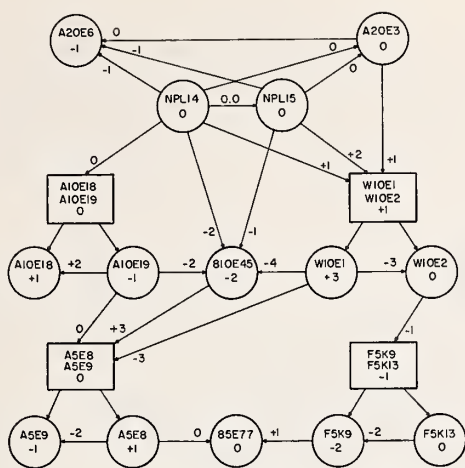 A20E6
-1
0
A20E3
0
-1
-1
0
0
NPL14
0
0.0
NPL15
0
0
+1
+2
+1
A10E18
A10E19
0
W10E1
W10E2
+1
-2
-1
A10E18
+1
+2
A10E19
-1
-2
810E45
-2
-4
W10E1
+3
-3
W10E2
0
0
+3
-3
-1
A5E8
A5E9
0
F5K9
F5K13
-1
A5E9
-1
-2
A5E8
+1
0
85E77
0
+1
F5K9
-2
-2
F5K13
0